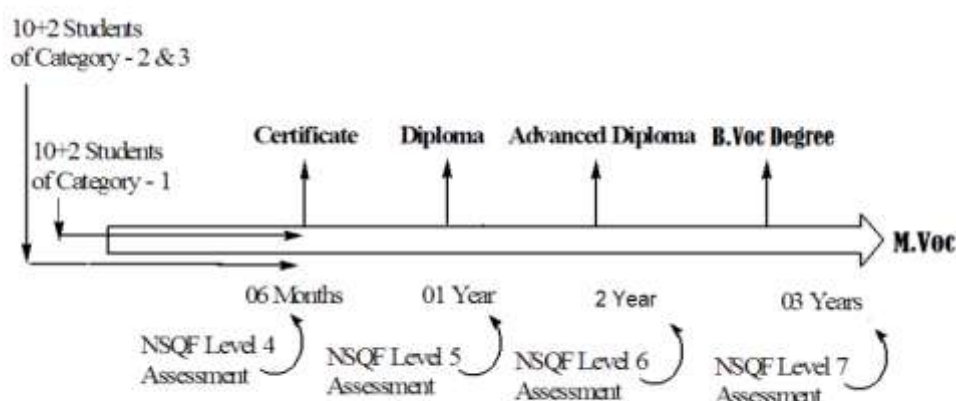 10+2 Students
of Category - 2 & 3
10+2 Students
of Category - 1
Certificate
Diploma
Advanced Diploma
B.Voc Degree
M.Voc
06 Months
01 Year
2 Year
03 Years
NSQF Level 4
Assessment
NSQF Level 5
Assessment
NSQF Level 6
Assessment
NSQF Level 7
Assessment